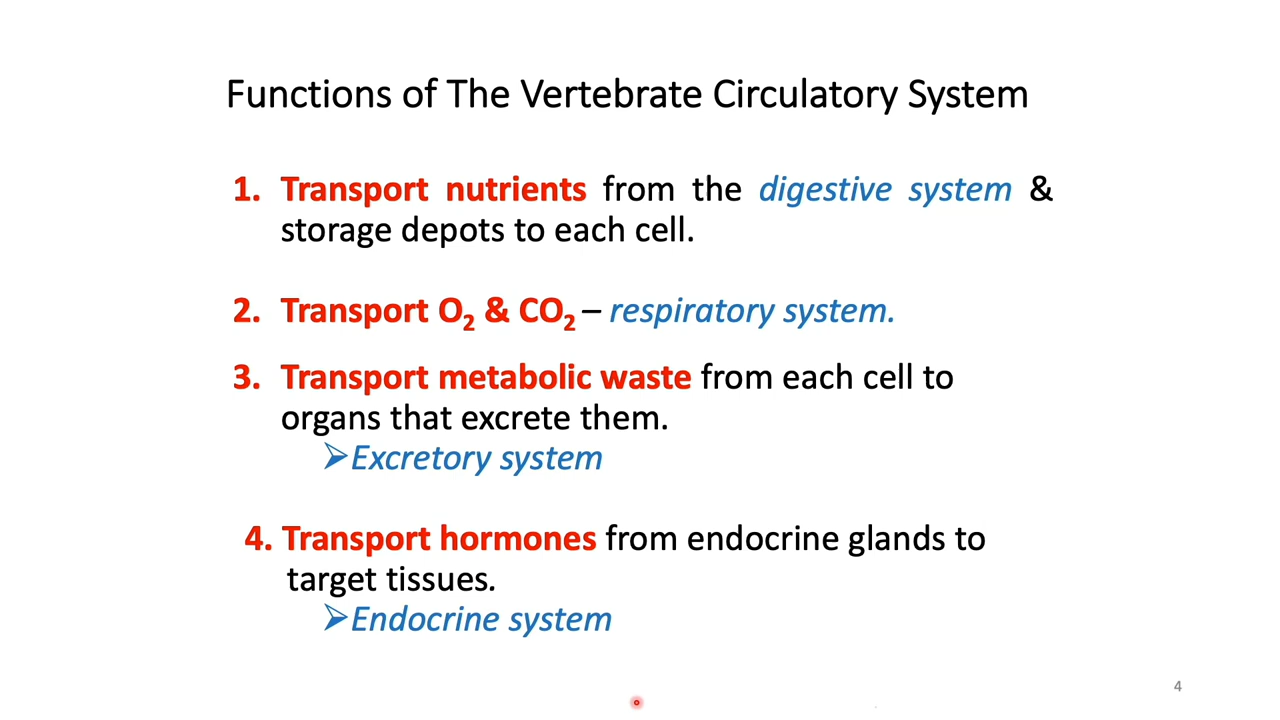 Functions of The Vertebrate Circulatory System
1. Transport nutrients from the digestive system &
storage depots to each cell.
2. Transport O₂ & CO₂ – respiratory system.
3. Transport metabolic waste from each cell to
organs that excrete them.
➢Excretory system
4. Transport hormones from endocrine glands to
target tissues.
➢Endocrine system
4